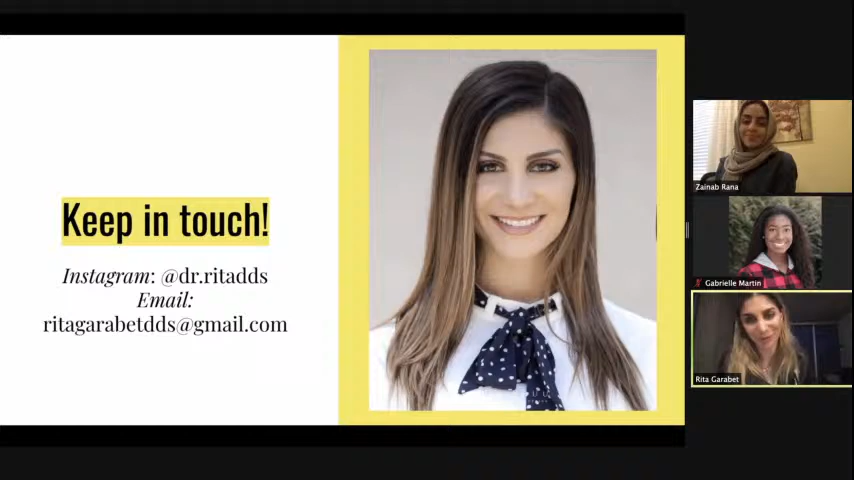 Keep in touch!
Instagram: @dr.ritadds
Email:
ritagarabetdds@gmail.com
Zainab Rana
Gabrielle Martin
Rita Garabet